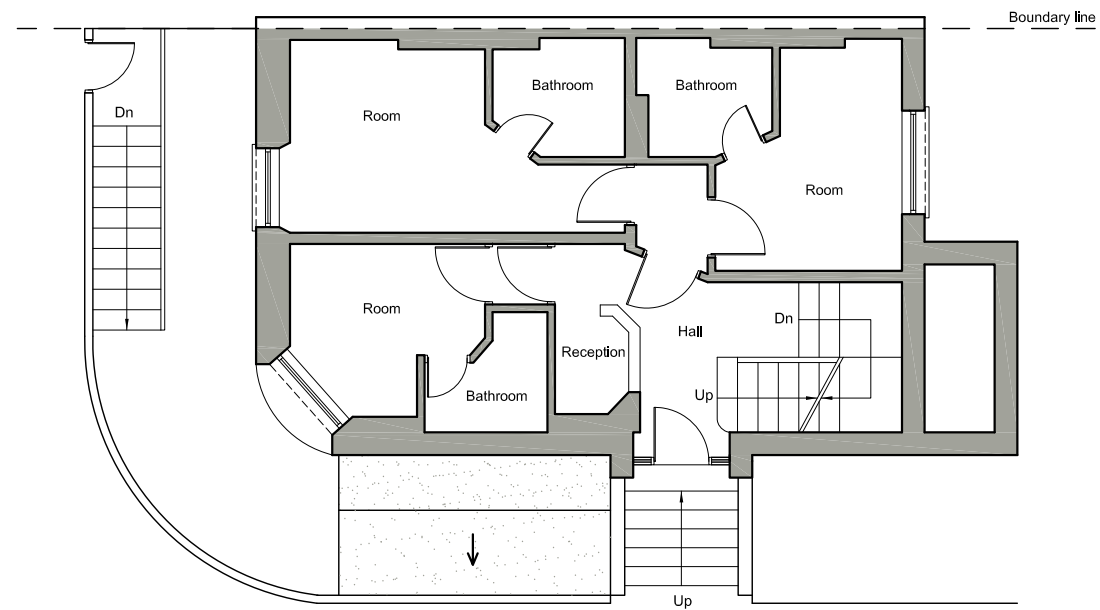 Boundary line
Bathroom
Bathroom
Dn
Room
Room
Room
Dn
Hall
Reception
Bathroom
Up
Up